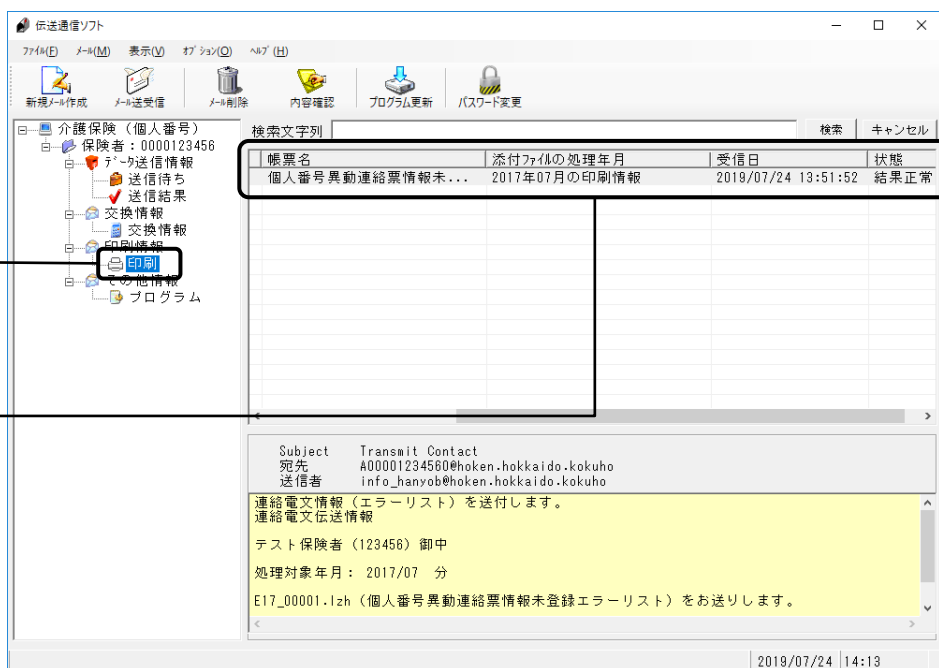 伝送通信ソフト
ファイル(F) メール(M) 表示(V) オプション(O) ヘルプ(H)
新規メール作成 メール送受信 メール削除 内容確認 プログラム更新 パスワード変更
介護保険（個人番号）
保険者：0000123456
データ送信情報
送信待ち
送信結果
交換情報
交換情報
印刷情報
印刷
その他情報
プログラム
検索文字列 検索 キャンセル
帳票名 添付ファイルの処理年月 受信日 状態
個人番号異動連絡票情報未... 2017年07月の印刷情報 2019/07/24 13:51:52 結果正常
Subject Transmit Contact
宛先 A00001234560@hoken.hokkaido.kokuho
送信者 info_hanyob@hoken.hokkaido.kokuho
連絡電文情報（エラーリスト）を送付します。
連絡電文伝送情報
テスト保険者（123456）御中
処理対象年月： 2017/07 分
E17_00001.lzh（個人番号異動連絡票情報未登録エラーリスト）をお送りします。
2019/07/24 14:13